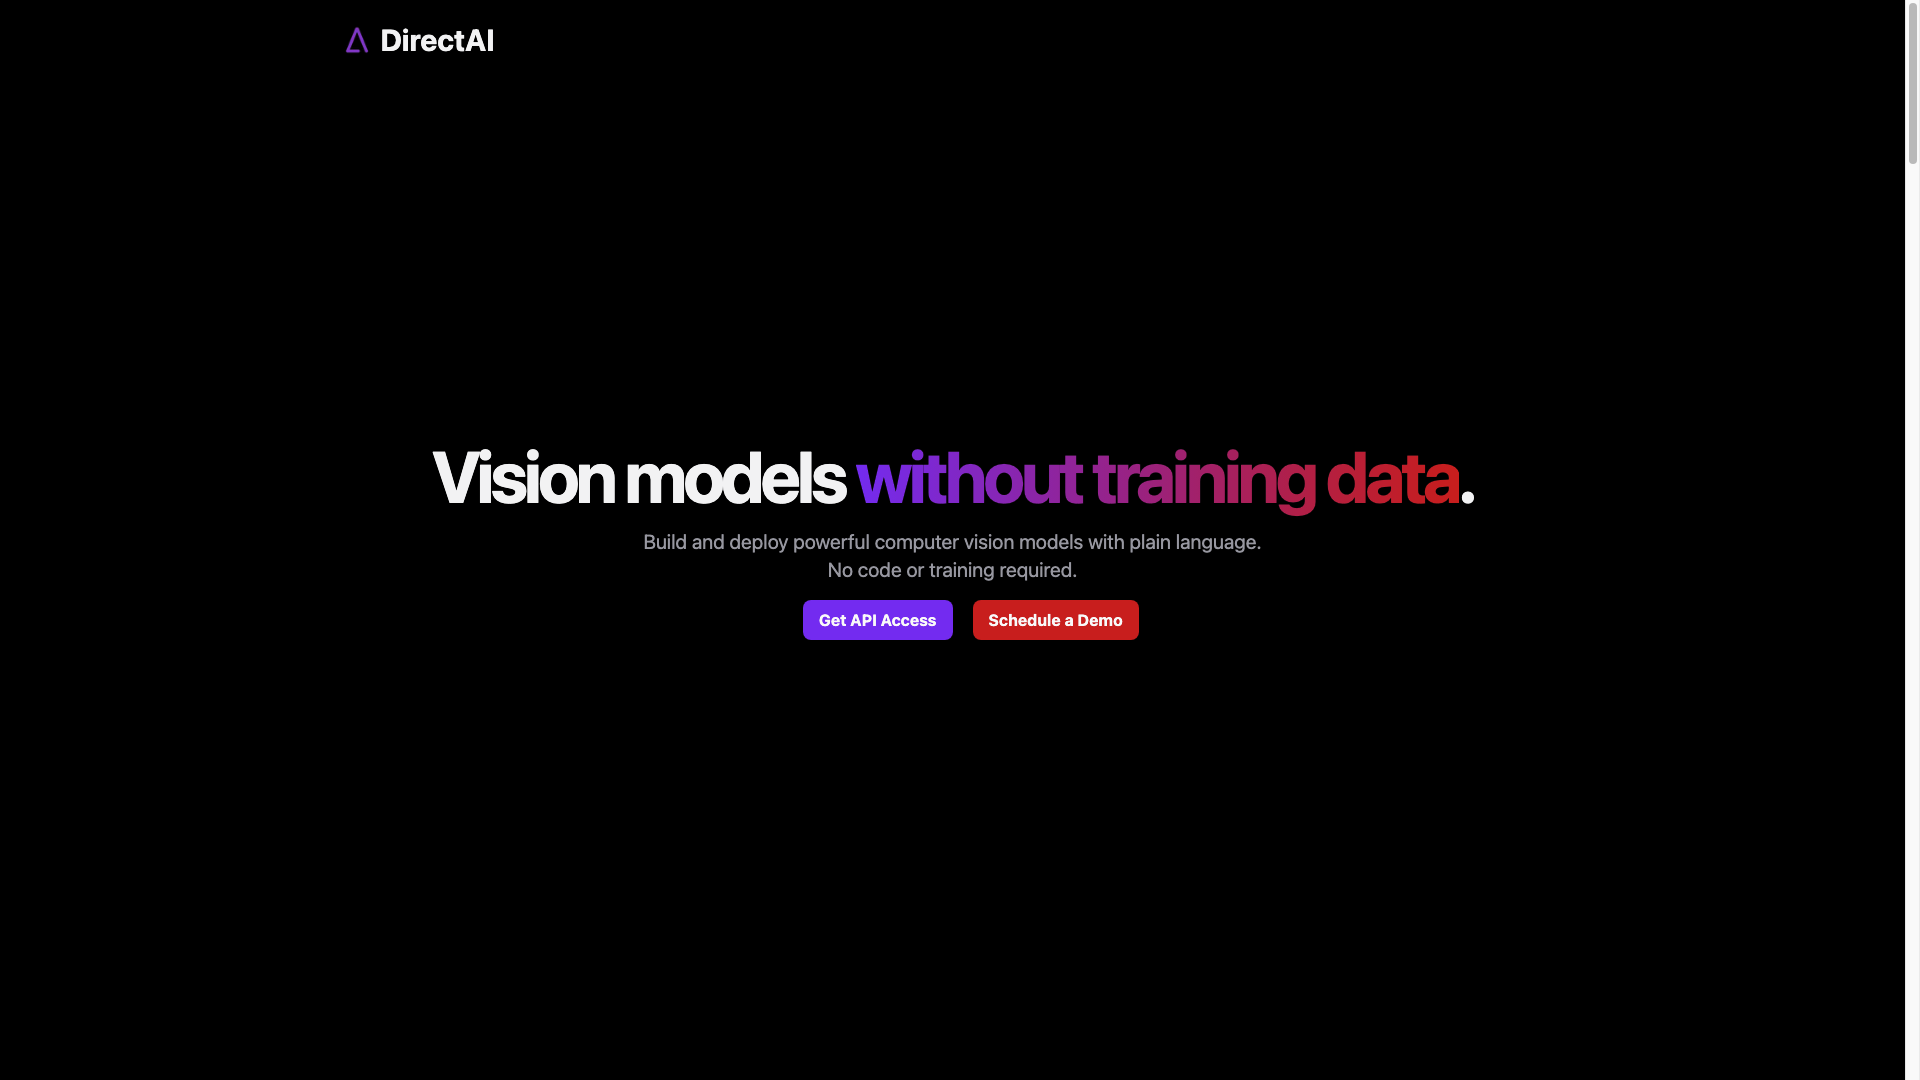 DirectAI
Vision models without training data.
Build and deploy powerful computer vision models with plain language.
No code or training required.
Get API Access
Schedule a Demo